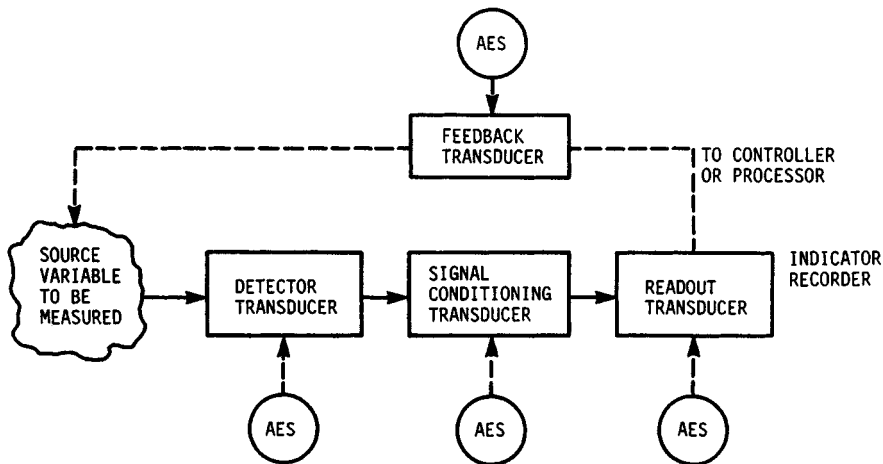 AES
FEEDBACK
TRANSDUCER
TO CONTROLLER
OR PROCESSOR
SOURCE
VARIABLE
TO BE
MEASURED
DETECTOR
TRANSDUCER
SIGNAL
CONDITIONING
TRANSDUCER
READOUT
TRANSDUCER
INDICATOR
RECORDER
AES
AES
AES